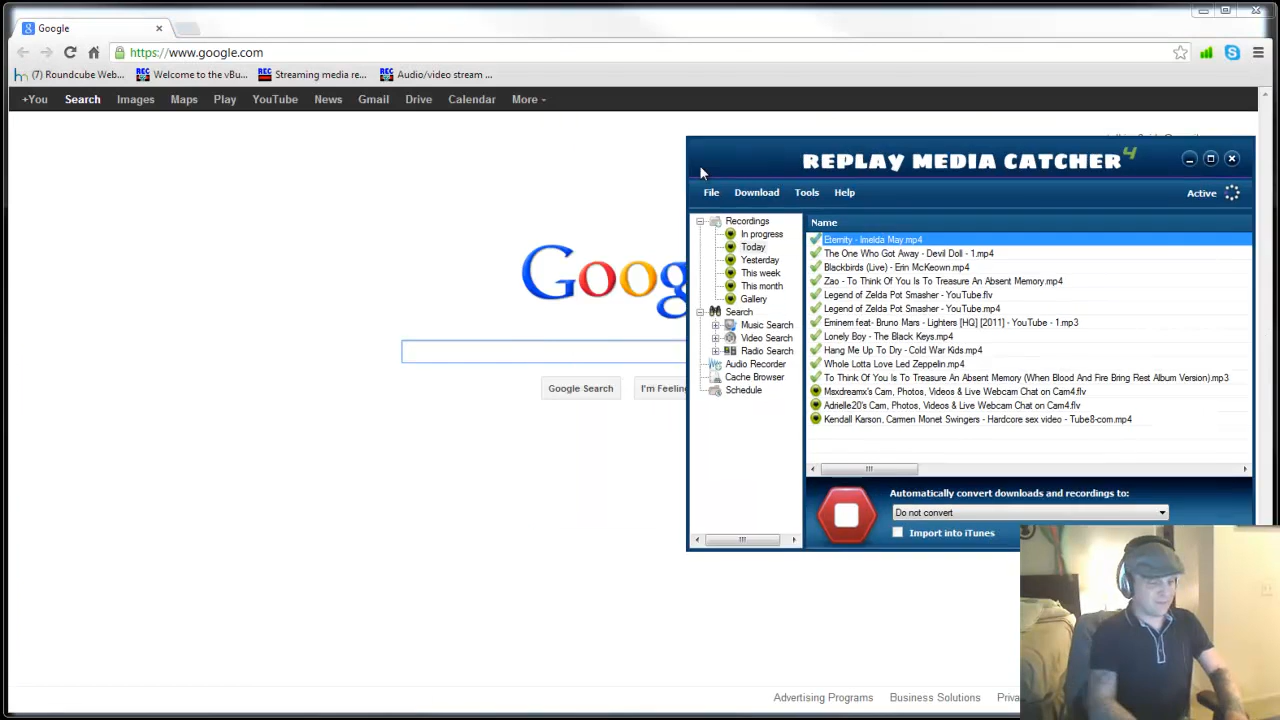 Google
https://www.google.com
(7) Roundcube Web...
Welcome to the vBu...
Streaming media re...
Audio/video stream ...
+You Search Images Maps Play YouTube News Gmail Drive Calendar More
Goog
Google Search
I'm Feeling
REPLAY MEDIA CATCHER 4
File Download Tools Help
Active
Recordings
In progress
Today
Yesterday
This week
This month
Gallery
Search
Music Search
Video Search
Radio Search
Audio Recorder
Cache Browser
Schedule
Name
Eternity - Imelda May.mp4
The One Who Got Away - Devil Doll - 1.mp4
Blackbirds (Live) - Erin McKeown.mp4
Zao - To Think Of You Is To Treasure An Absent Memory.mp4
Legend of Zelda Pot Smasher - YouTube.flv
Legend of Zelda Pot Smasher - YouTube.mp4
Eminem feat- Bruno Mars - Lighters [HQ] [2011] - YouTube - 1.mp3
Lonely Boy - The Black Keys.mp4
Hang Me Up To Dry - Cold War Kids.mp4
Whole Lotta Love Led Zeppelin.mp4
To Think Of You Is To Treasure An Absent Memory (When Blood And Fire Bring Rest Album Version).mp3
Msxdreamx's Cam, Photos, Videos & Live Webcam Chat on Cam4.flv
Adrielle20's Cam, Photos, Videos & Live Webcam Chat on Cam4.flv
Kendall Karson, Carmen Monet Swingers - Hardcore sex video - Tube8-com.mp4
Automatically convert downloads and recordings to:
Do not convert
Import into iTunes
Advertising Programs
Business Solutions
Priva